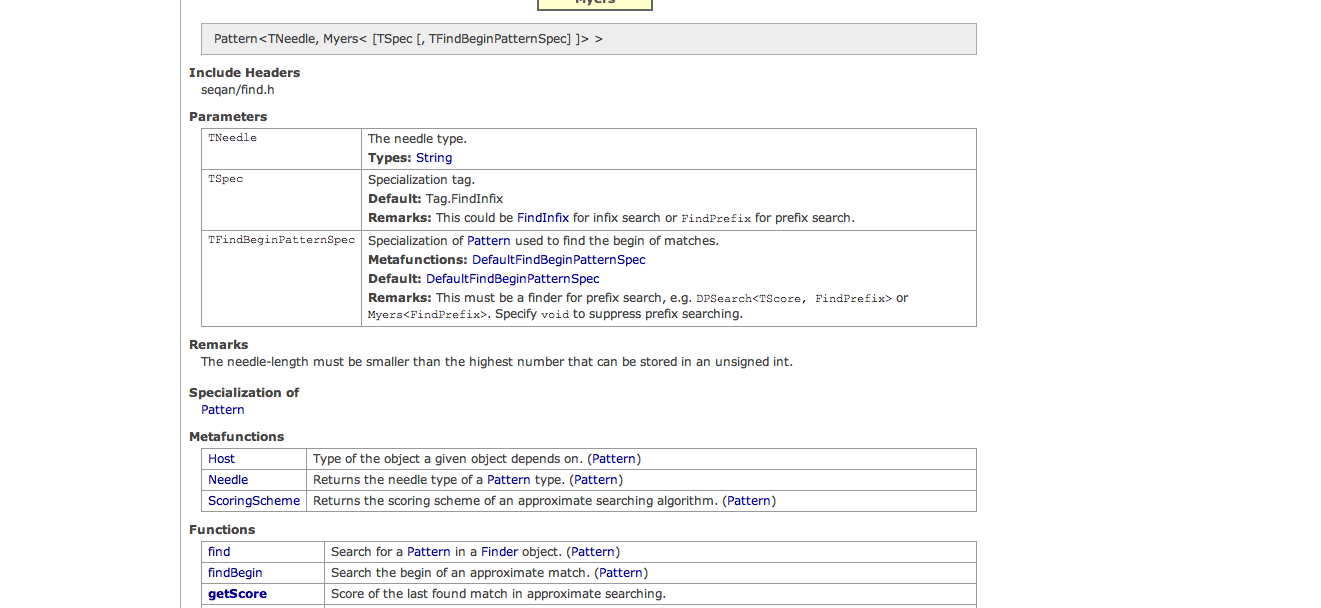 Myers
Pattern<TNeedle, Myers< [TSpec [, TFindBeginPatternSpec] ]> >
Include Headers
seqan/find.h
Parameters
TNeedle
The needle type.
Types: String
TSpec
Specialization tag.
Default: Tag.FindInfix
Remarks: This could be FindInfix for infix search or FindPrefix for prefix search.
TFindBeginPatternSpec
Specialization of Pattern used to find the begin of matches.
Metafunctions: DefaultFindBeginPatternSpec
Default: DefaultFindBeginPatternSpec
Remarks: This must be a finder for prefix search, e.g. DPSearch<TScore, FindPrefix> or
Myers<FindPrefix>. Specify void to suppress prefix searching.
Remarks
The needle-length must be smaller than the highest number that can be stored in an unsigned int.
Specialization of
Pattern
Metafunctions
Host Type of the object a given object depends on. (Pattern)
Needle Returns the needle type of a Pattern type. (Pattern)
ScoringScheme Returns the scoring scheme of an approximate searching algorithm. (Pattern)
Functions
find Search for a Pattern in a Finder object. (Pattern)
findBegin Search the begin of an approximate match. (Pattern)
getScore Score of the last found match in approximate searching.